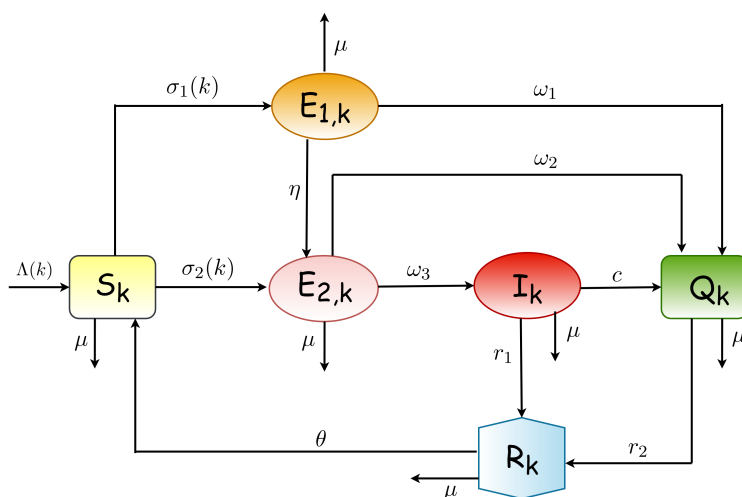 μ
σ₁(k)
E₁,ₖ
ω₁
ω₂
η
Λ(k)
Sₖ
σ₂(k)
E₂,ₖ
ω₃
Iₖ
c
Qₖ
μ
μ
μ
μ
r₁
θ
Rₖ
r₂
μ